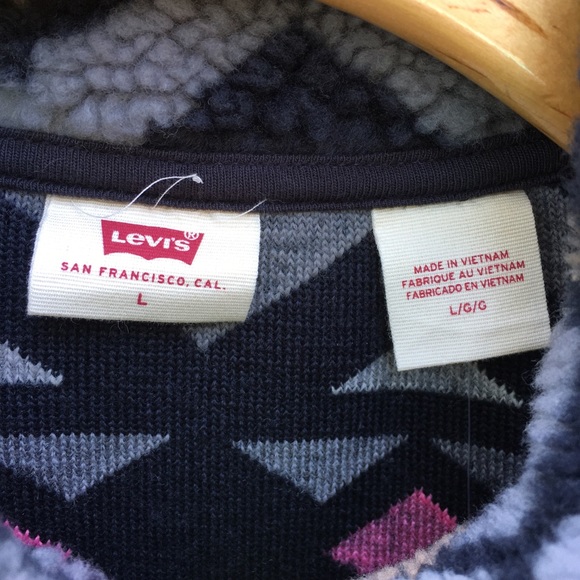 LEVI'S®
SAN FRANCISCO, CAL.
L
MADE IN VIETNAM
FABRIQUE AU VIETNAM
FABRICADO EN VIETNAM
L/G/G